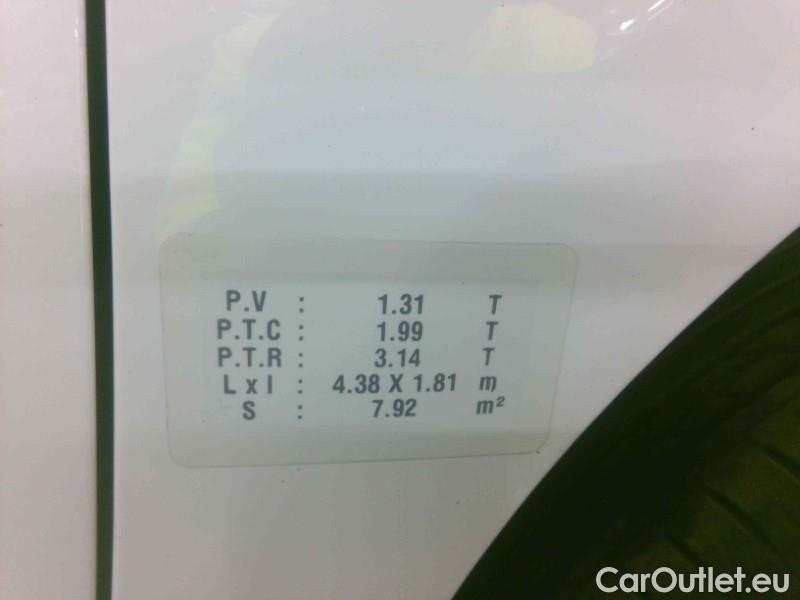 P.V : 1.31 T
P.T.C : 1.99 T
P.T.R : 3.14 T
L x l : 4.38 X 1.81 m
S : 7.92 m²
CarOutlet.eu